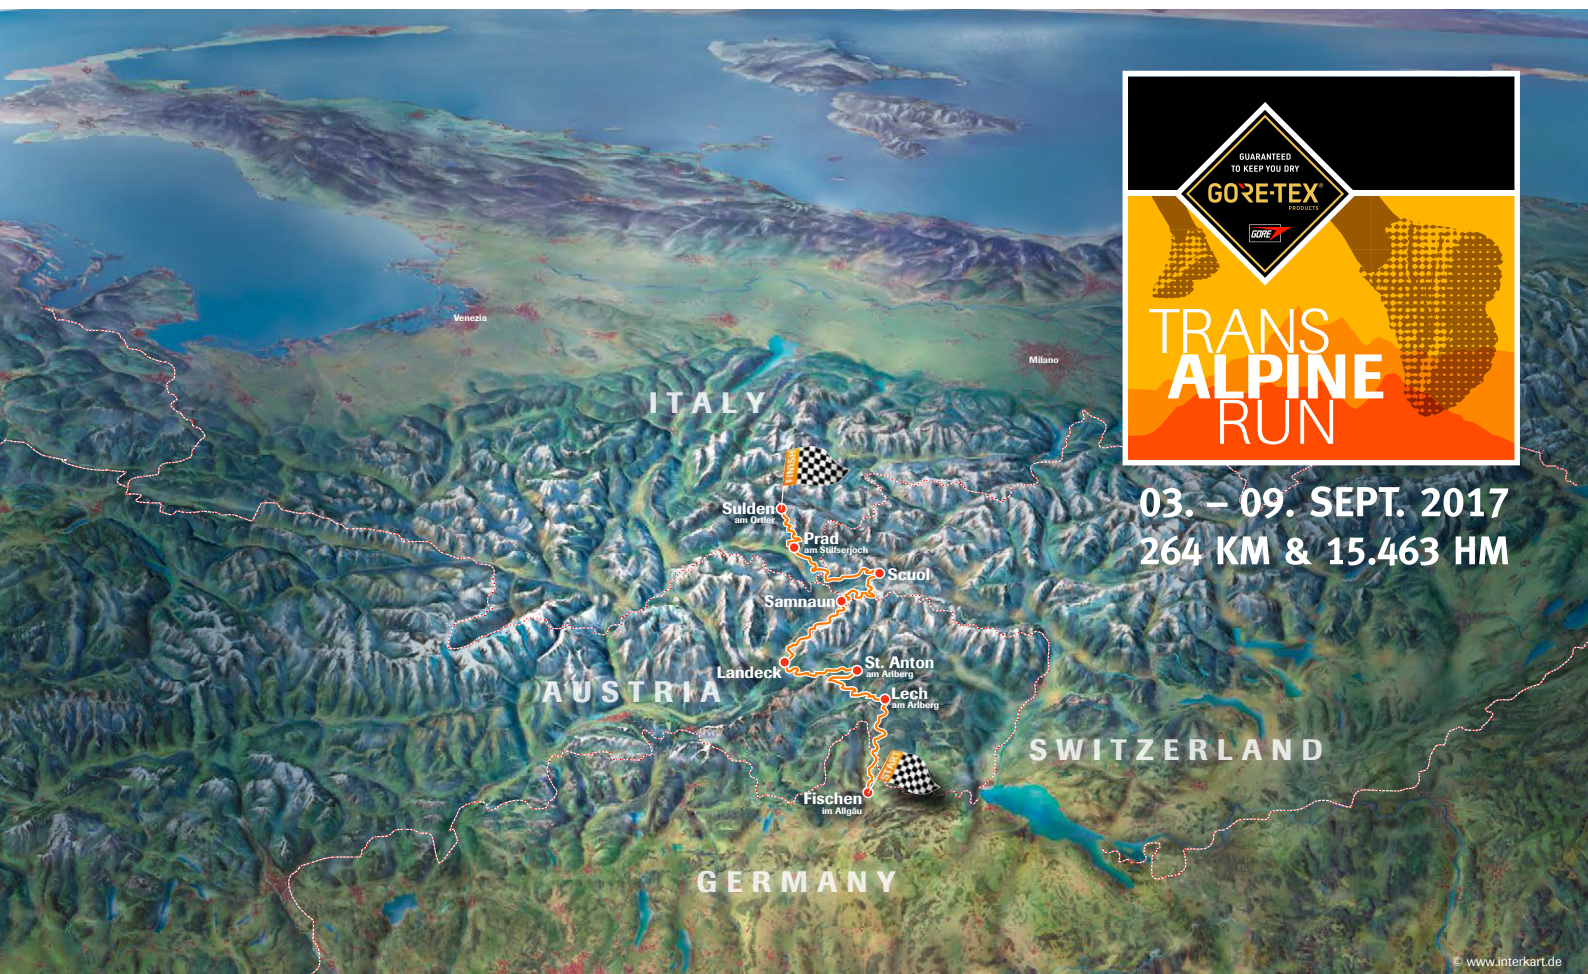 GUARANTEED
TO KEEP YOU DRY
GORE-TEX®
PRODUCTS
GORE
TRANS
ALPINE
RUN
03. – 09. SEPT. 2017
264 KM & 15.463 HM
Venezia
Milano
ITALY
FINISH
Sulden
am Ortler
Prad
am Stilfserjoch
Scuol
Samnaun
Landeck
St. Anton
am Arlberg
AUSTRIA
Lech
am Arlberg
SWITZERLAND
START
Fischen
im Allgäu
GERMANY
© www.interkart.de